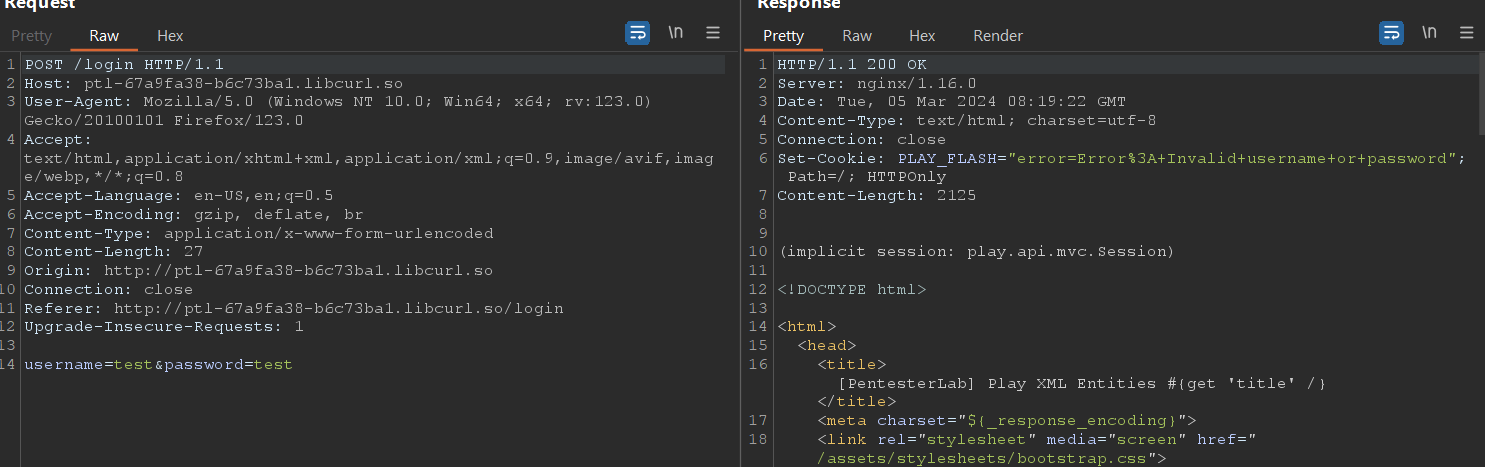 Request
Pretty Raw Hex \n
1 POST /login HTTP/1.1
2 Host: ptl-67a9fa38-b6c73ba1.libcurl.so
3 User-Agent: Mozilla/5.0 (Windows NT 10.0; Win64; x64; rv:123.0)
Gecko/20100101 Firefox/123.0
4 Accept:
text/html,application/xhtml+xml,application/xml;q=0.9,image/avif,imag
e/webp,*/*;q=0.8
5 Accept-Language: en-US,en;q=0.5
6 Accept-Encoding: gzip, deflate, br
7 Content-Type: application/x-www-form-urlencoded
8 Content-Length: 27
9 Origin: http://ptl-67a9fa38-b6c73ba1.libcurl.so
10 Connection: close
11 Referer: http://ptl-67a9fa38-b6c73ba1.libcurl.so/login
12 Upgrade-Insecure-Requests: 1
13
14 username=test&password=test
Response
Pretty Raw Hex Render \n
1 HTTP/1.1 200 OK
2 Server: nginx/1.16.0
3 Date: Tue, 05 Mar 2024 08:19:22 GMT
4 Content-Type: text/html; charset=utf-8
5 Connection: close
6 Set-Cookie: PLAY_FLASH="error=Error%3A+Invalid+username+or+password";
Path=/; HTTPOnly
7 Content-Length: 2125
8
9
10 (implicit session: play.api.mvc.Session)
11
12 <!DOCTYPE html>
13
14 <html>
15 <head>
16 <title>
[PentesterLab] Play XML Entities #{get 'title' /}
</title>
17 <meta charset="${_response_encoding}">
18 <link rel="stylesheet" media="screen" href="
/assets/stylesheets/bootstrap.css">